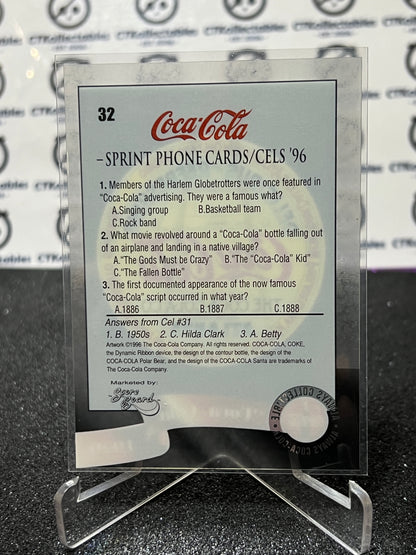 32
Coca-Cola
– SPRINT PHONE CARDS/CELS '96
1. Members of the Harlem Globetrotters were once featured
in "Coca-Cola" advertising. They were a famous what?
A.Singing group B.Basketball team
C.Rock band
2. What movie revolved around a "Coca-Cola" bottle falling out
of an airplane and landing in a native village?
A."The Gods Must be Crazy" B."The "Coca-Cola" Kid"
C."The Fallen Bottle"
3. The first documented appearance of the now famous
"Coca-Cola" script occurred in what year?
A.1886 B.1887 C.1888
Answers from Cel #31
1. B. 1950s 2. C. Hilda Clark 3. A. Betty
Artwork ©1996 The Coca-Cola Company. All rights reserved. COCA-COLA, COKE,
the Dynamic Ribbon device, the design of the contour bottle, the design of the
COCA-COLA Polar Bear, and the design of COCA-COLA Santa are trademarks of
The Coca-Cola Company.
Marketed by:
Score Board